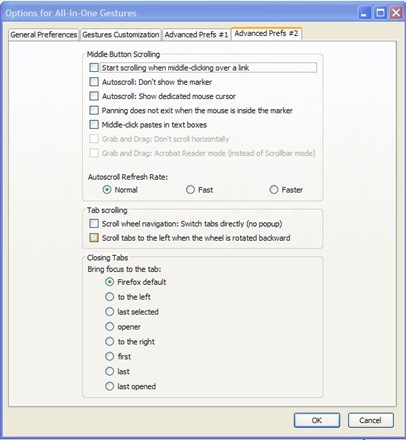 Options for All-in-One Gestures
General Preferences Gestures Customization Advanced Prefs #1 Advanced Prefs #2
Middle Button Scrolling
Start scrolling when middle-clicking over a link
Autoscroll: Don't show the marker
Autoscroll: Show dedicated mouse cursor
Panning does not exit when the mouse is inside the marker
Middle-click pastes in text boxes
Grab and Drag: Don't scroll horizontally
Grab and Drag: Acrobat Reader mode (instead of Scrollbar mode)
Autoscroll Refresh Rate:
Normal Fast Faster
Tab scrolling
Scroll wheel navigation: Switch tabs directly (no popup)
Scroll tabs to the left when the wheel is rotated backward
Closing Tabs
Bring focus to the tab:
Firefox default
to the left
last selected
opener
to the right
first
last
last opened
OK Cancel